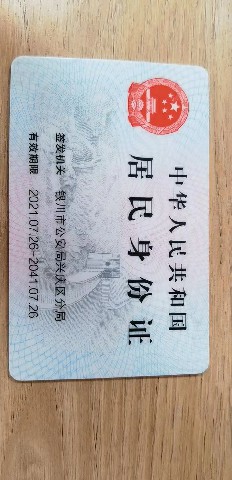 中华人民共和国
居民身份证
签发机关 银川市公安局兴庆区分局
有效期限 2021.07.26-2041.07.26